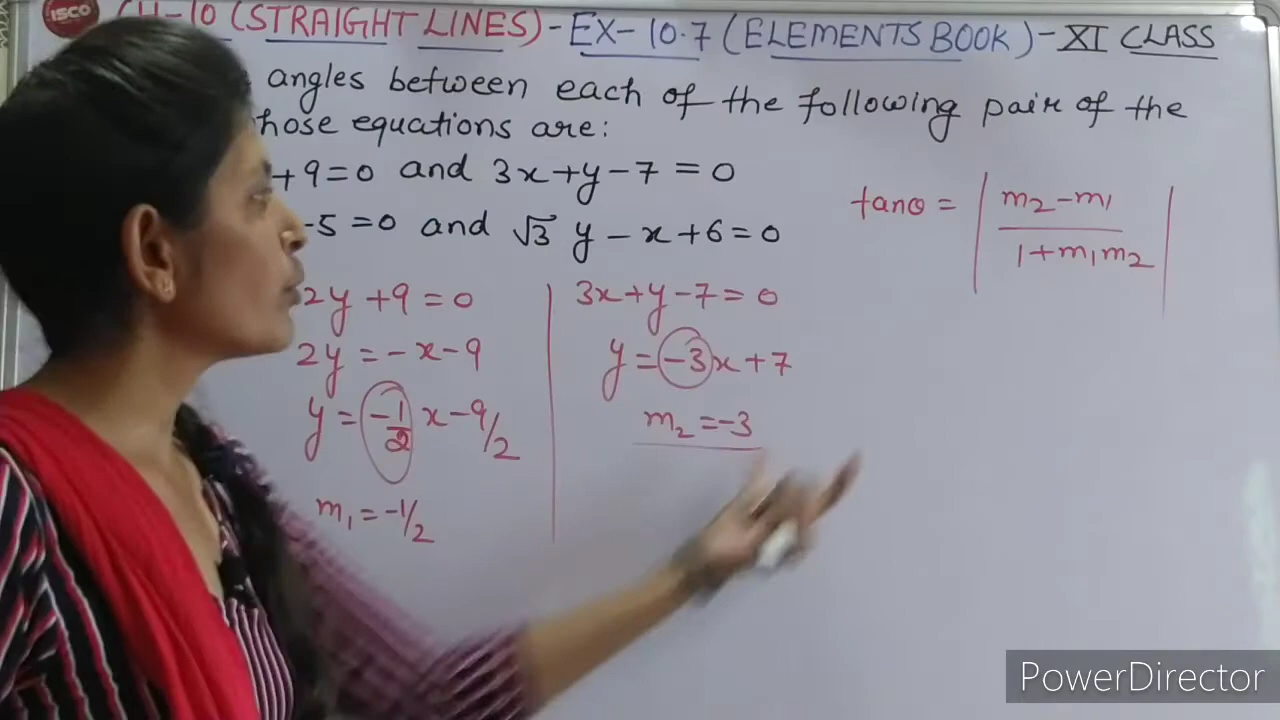 ISCO
CH-10 (STRAIGHT LINES)-EX-10.7 (ELEMENTS BOOK)-XI CLASS
angles between each of the following pair of the
hose equations are:
+9=0 and 3x+y-7=0
-5=0 and √3 y-x+6=0
tanθ = |m2-m1 / 1+m1m2|
2y+9=0
2y=-x-9
y=-1/2 x-9/2
m1=-1/2
3x+y-7=0
y=-3x+7
m2=-3
PowerDirector